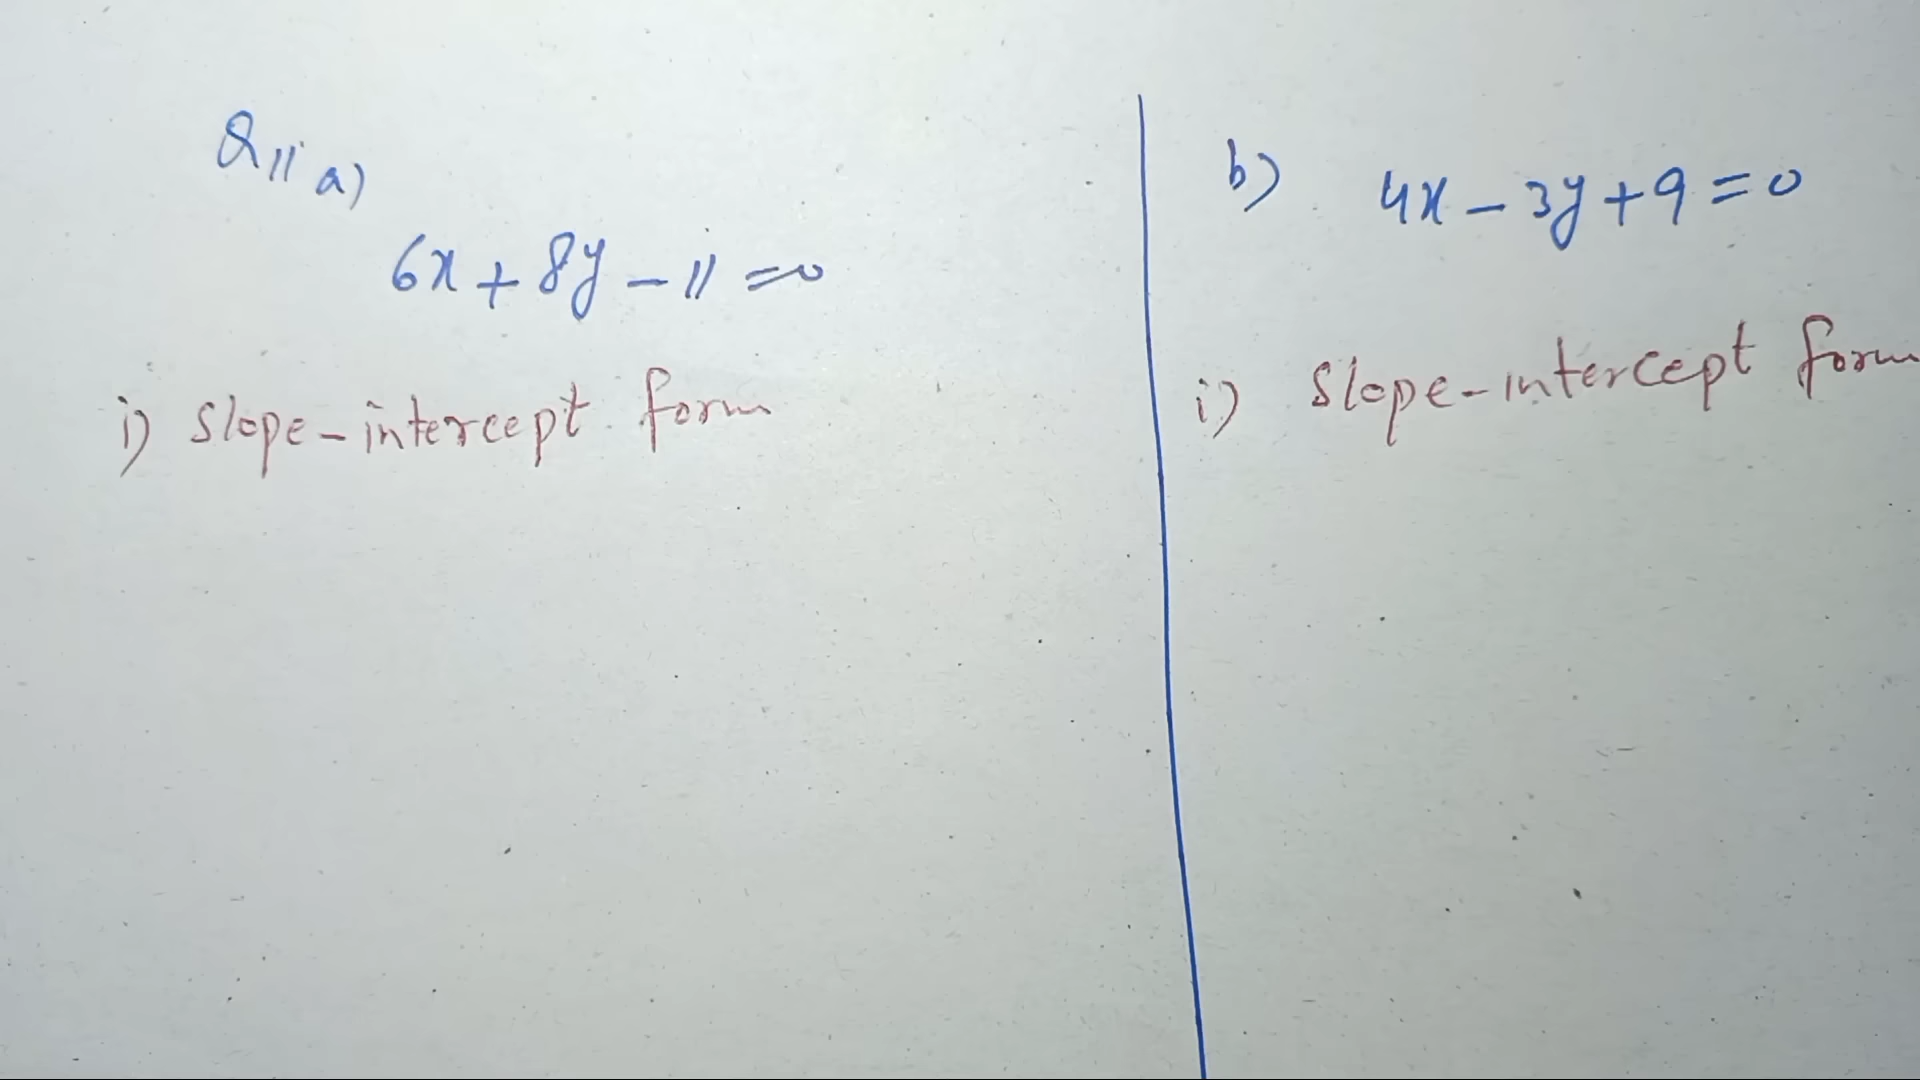 Q11 a)
6x + 8y - 11 = 0
i) Slope-intercept form
b) 4x - 3y + 9 = 0
i) Slope-intercept form